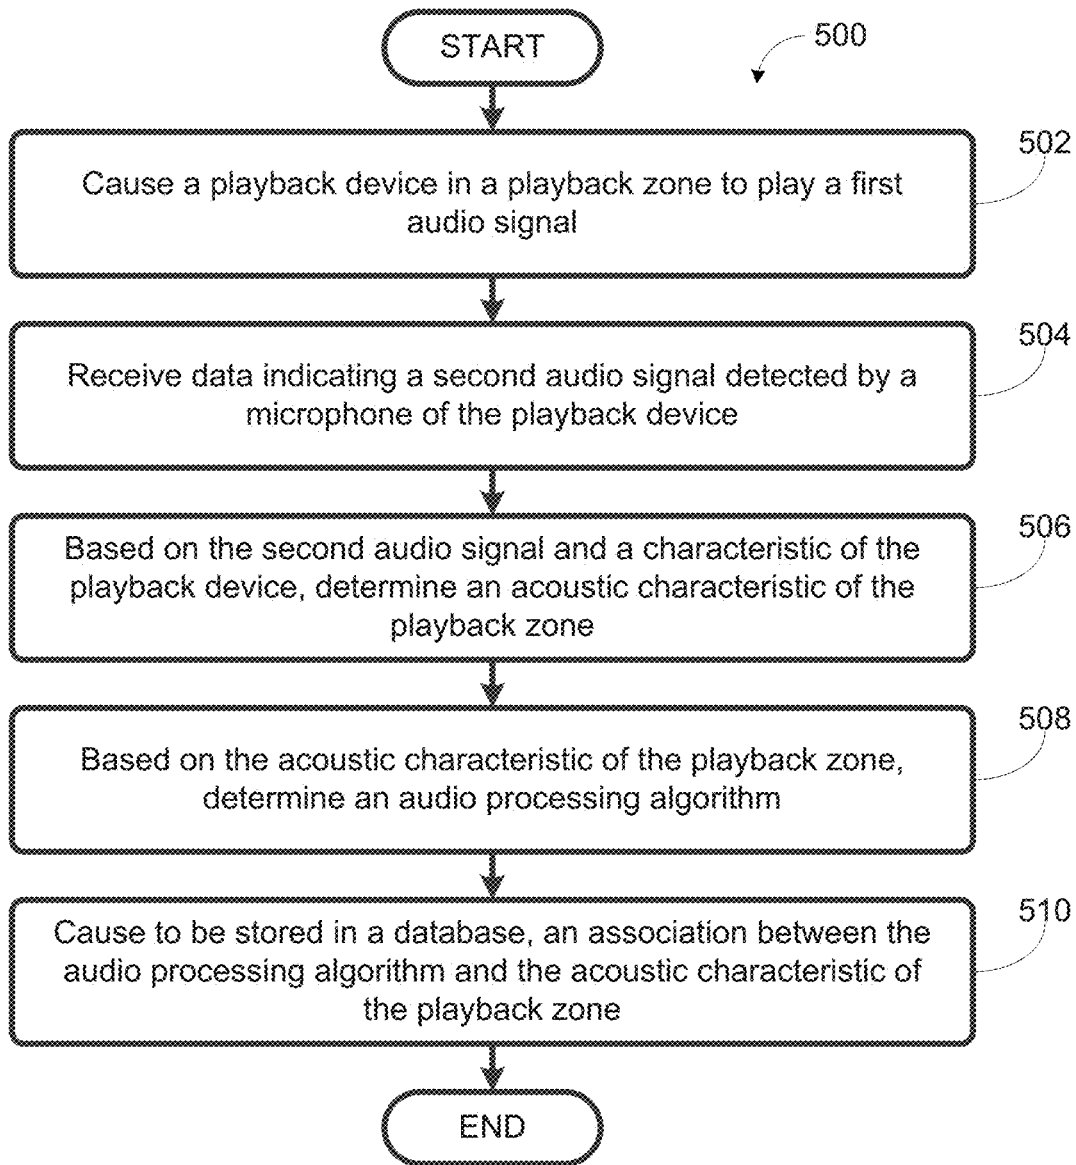 START
500
502
Cause a playback device in a playback zone to play a first
audio signal
504
Receive data indicating a second audio signal detected by a
microphone of the playback device
506
Based on the second audio signal and a characteristic of the
playback device, determine an acoustic characteristic of the
playback zone
508
Based on the acoustic characteristic of the playback zone,
determine an audio processing algorithm
510
Cause to be stored in a database, an association between the
audio processing algorithm and the acoustic characteristic of
the playback zone
END